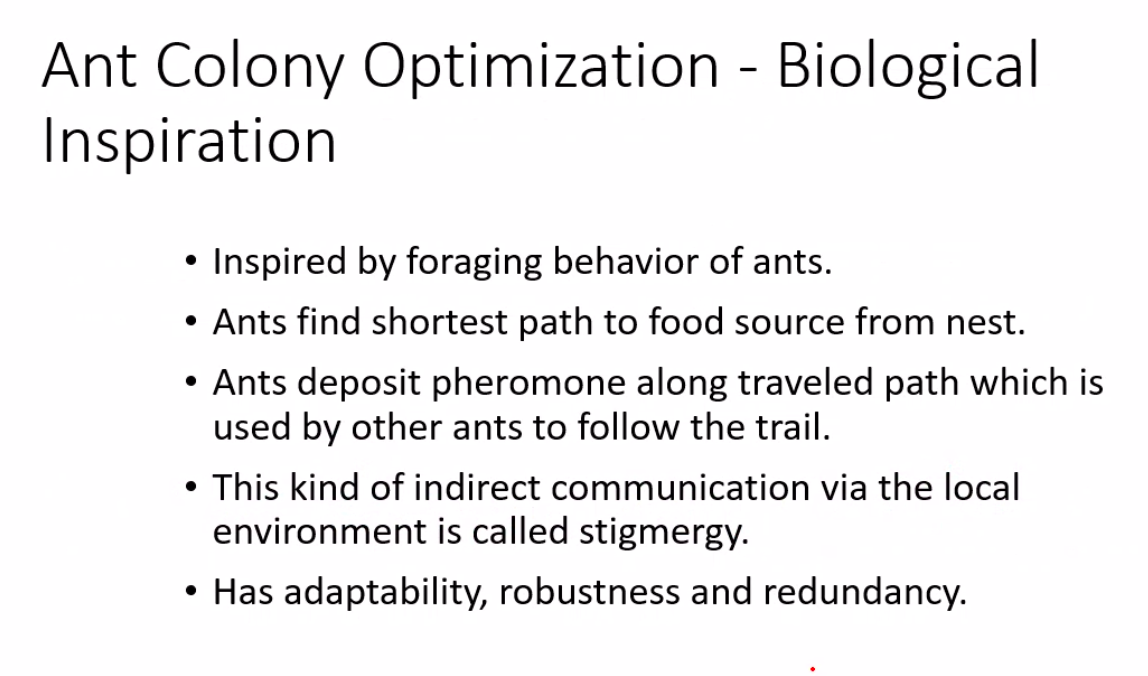 Ant Colony Optimization - Biological
Inspiration
• Inspired by foraging behavior of ants.
• Ants find shortest path to food source from nest.
• Ants deposit pheromone along traveled path which is
used by other ants to follow the trail.
• This kind of indirect communication via the local
environment is called stigmergy.
• Has adaptability, robustness and redundancy.